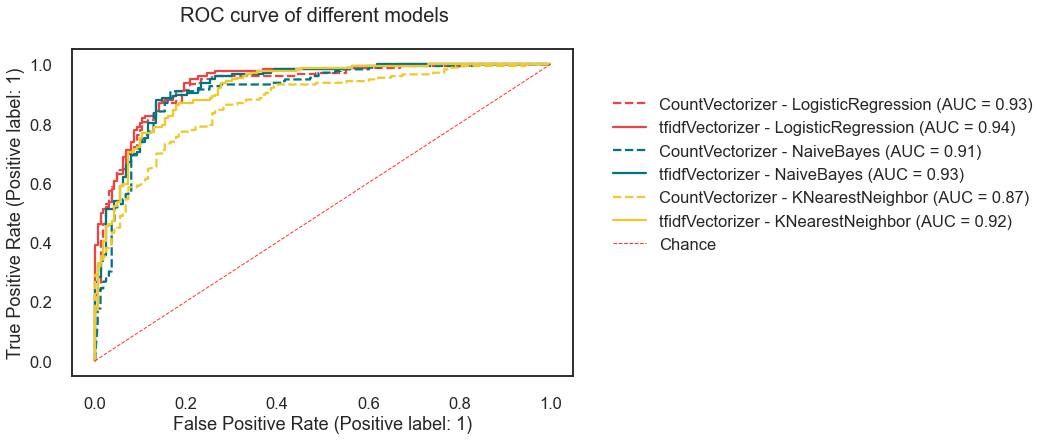 ROC curve of different models
True Positive Rate (Positive label: 1)
1.0
0.8
0.6
0.4
0.2
0.0
0.0 0.2 0.4 0.6 0.8 1.0
False Positive Rate (Positive label: 1)
CountVectorizer - LogisticRegression (AUC = 0.93)
tfidfVectorizer - LogisticRegression (AUC = 0.94)
CountVectorizer - NaiveBayes (AUC = 0.91)
tfidfVectorizer - NaiveBayes (AUC = 0.93)
CountVectorizer - KNearestNeighbor (AUC = 0.87)
tfidfVectorizer - KNearestNeighbor (AUC = 0.92)
Chance